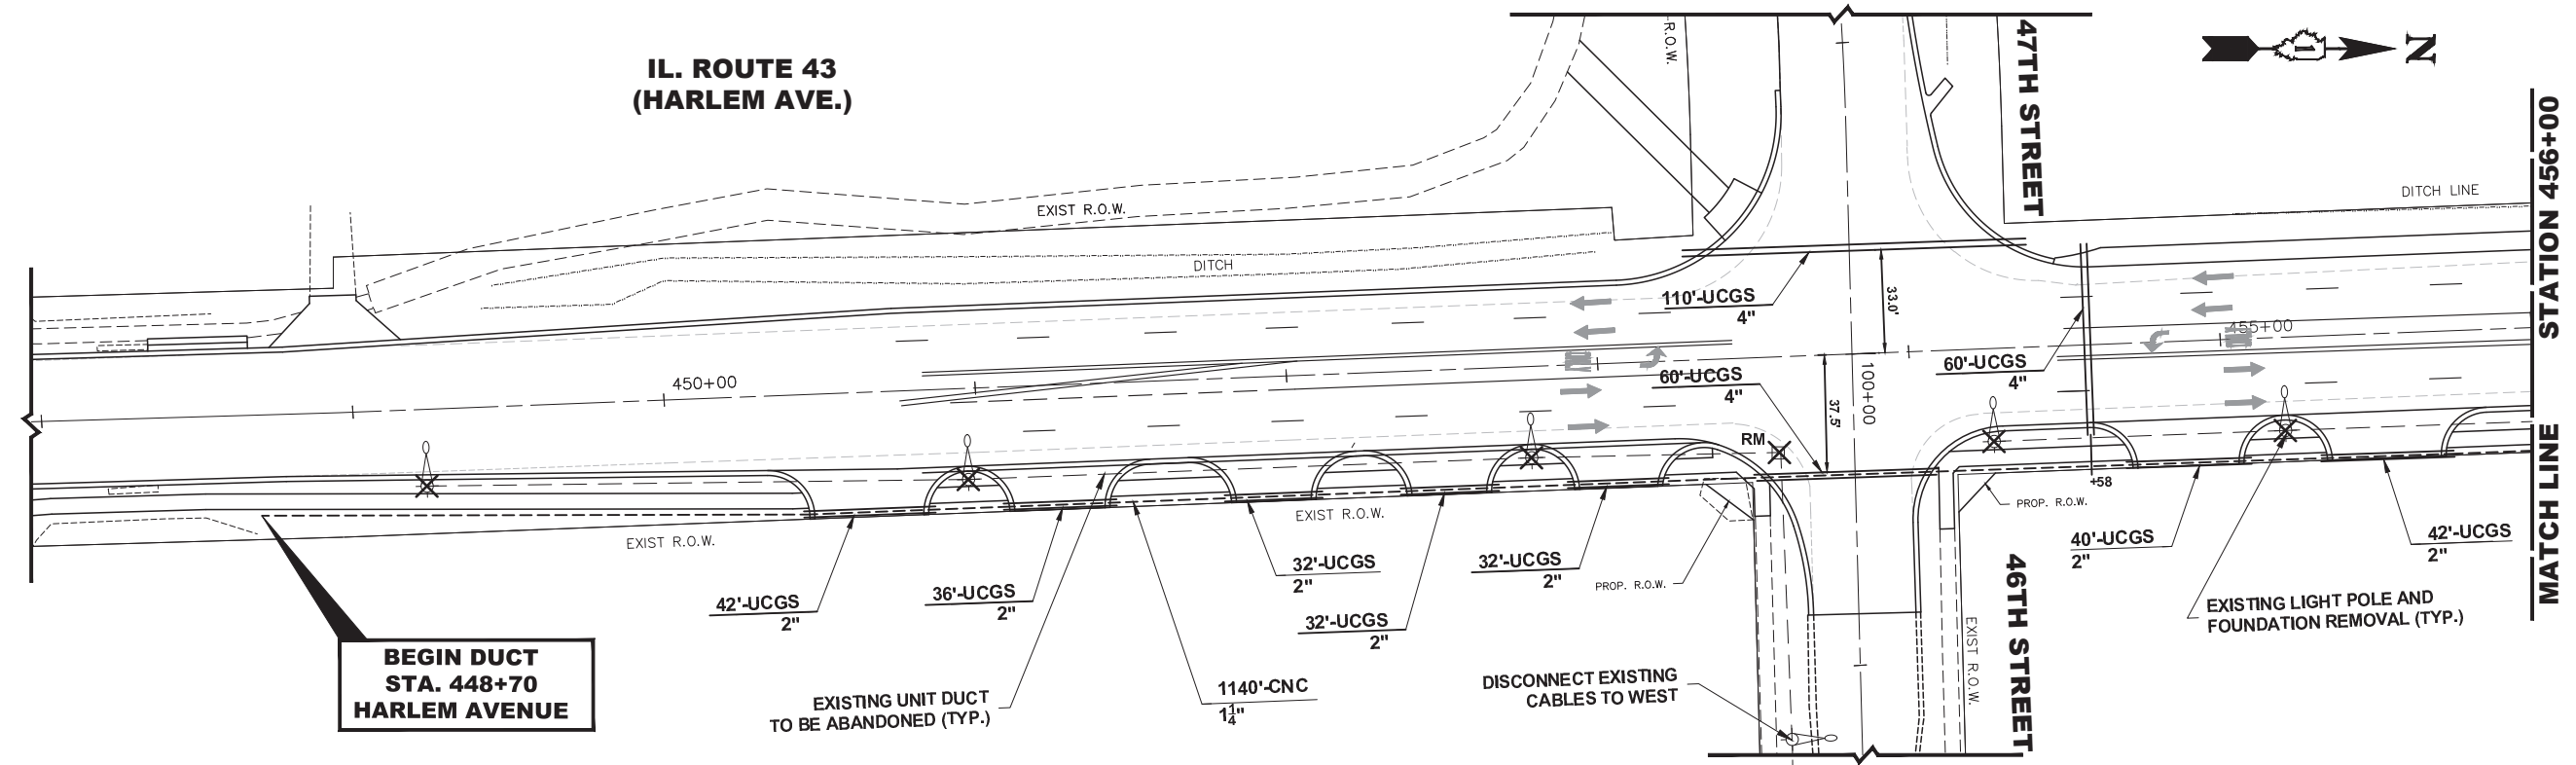 IL. ROUTE 43
(HARLEM AVE.)
R.O.W.
47TH STREET
N
1
STATION 456+00
MATCH LINE
DITCH LINE
EXIST R.O.W.
DITCH
110'-UCGS
4"
33.0'
455+00
450+00
60'-UCGS
4"
100+00
60'-UCGS
4"
37.5'
RM
+58
PROP. R.O.W.
EXIST R.O.W.
EXIST R.O.W.
42'-UCGS
2"
36'-UCGS
2"
32'-UCGS
2"
32'-UCGS
2"
32'-UCGS
2"
PROP. R.O.W.
40'-UCGS
2"
42'-UCGS
2"
EXISTING LIGHT POLE AND
FOUNDATION REMOVAL (TYP.)
46TH STREET
EXIST R.O.W.
BEGIN DUCT
STA. 448+70
HARLEM AVENUE
EXISTING UNIT DUCT
TO BE ABANDONED (TYP.)
1140'-CNC
1¼"
DISCONNECT EXISTING
CABLES TO WEST